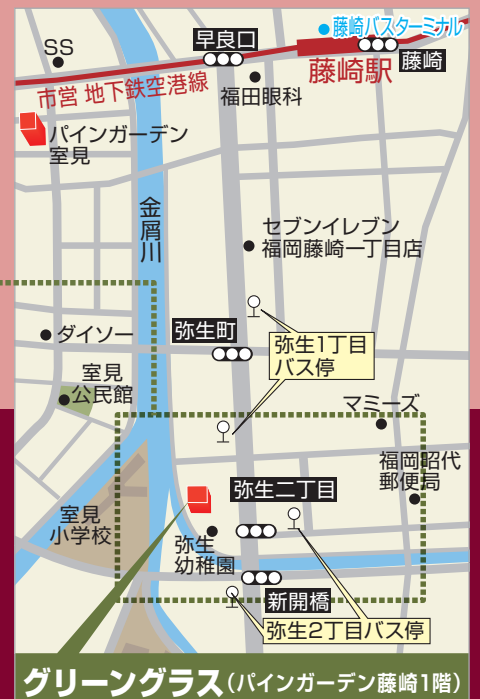 藤崎バスターミナル
SS
早良口
藤崎
藤崎駅
市営 地下鉄空港線
福田眼科
パインガーデン
室見
金屑川
セブンイレブン
福岡藤崎一丁目店
ダイソー
弥生町
弥生1丁目
バス停
室見
公民館
マミーズ
福岡昭代
郵便局
弥生二丁目
室見
小学校
弥生
幼稚園
新開橋
弥生2丁目バス停
グリーングラス(パインガーデン藤崎1階)